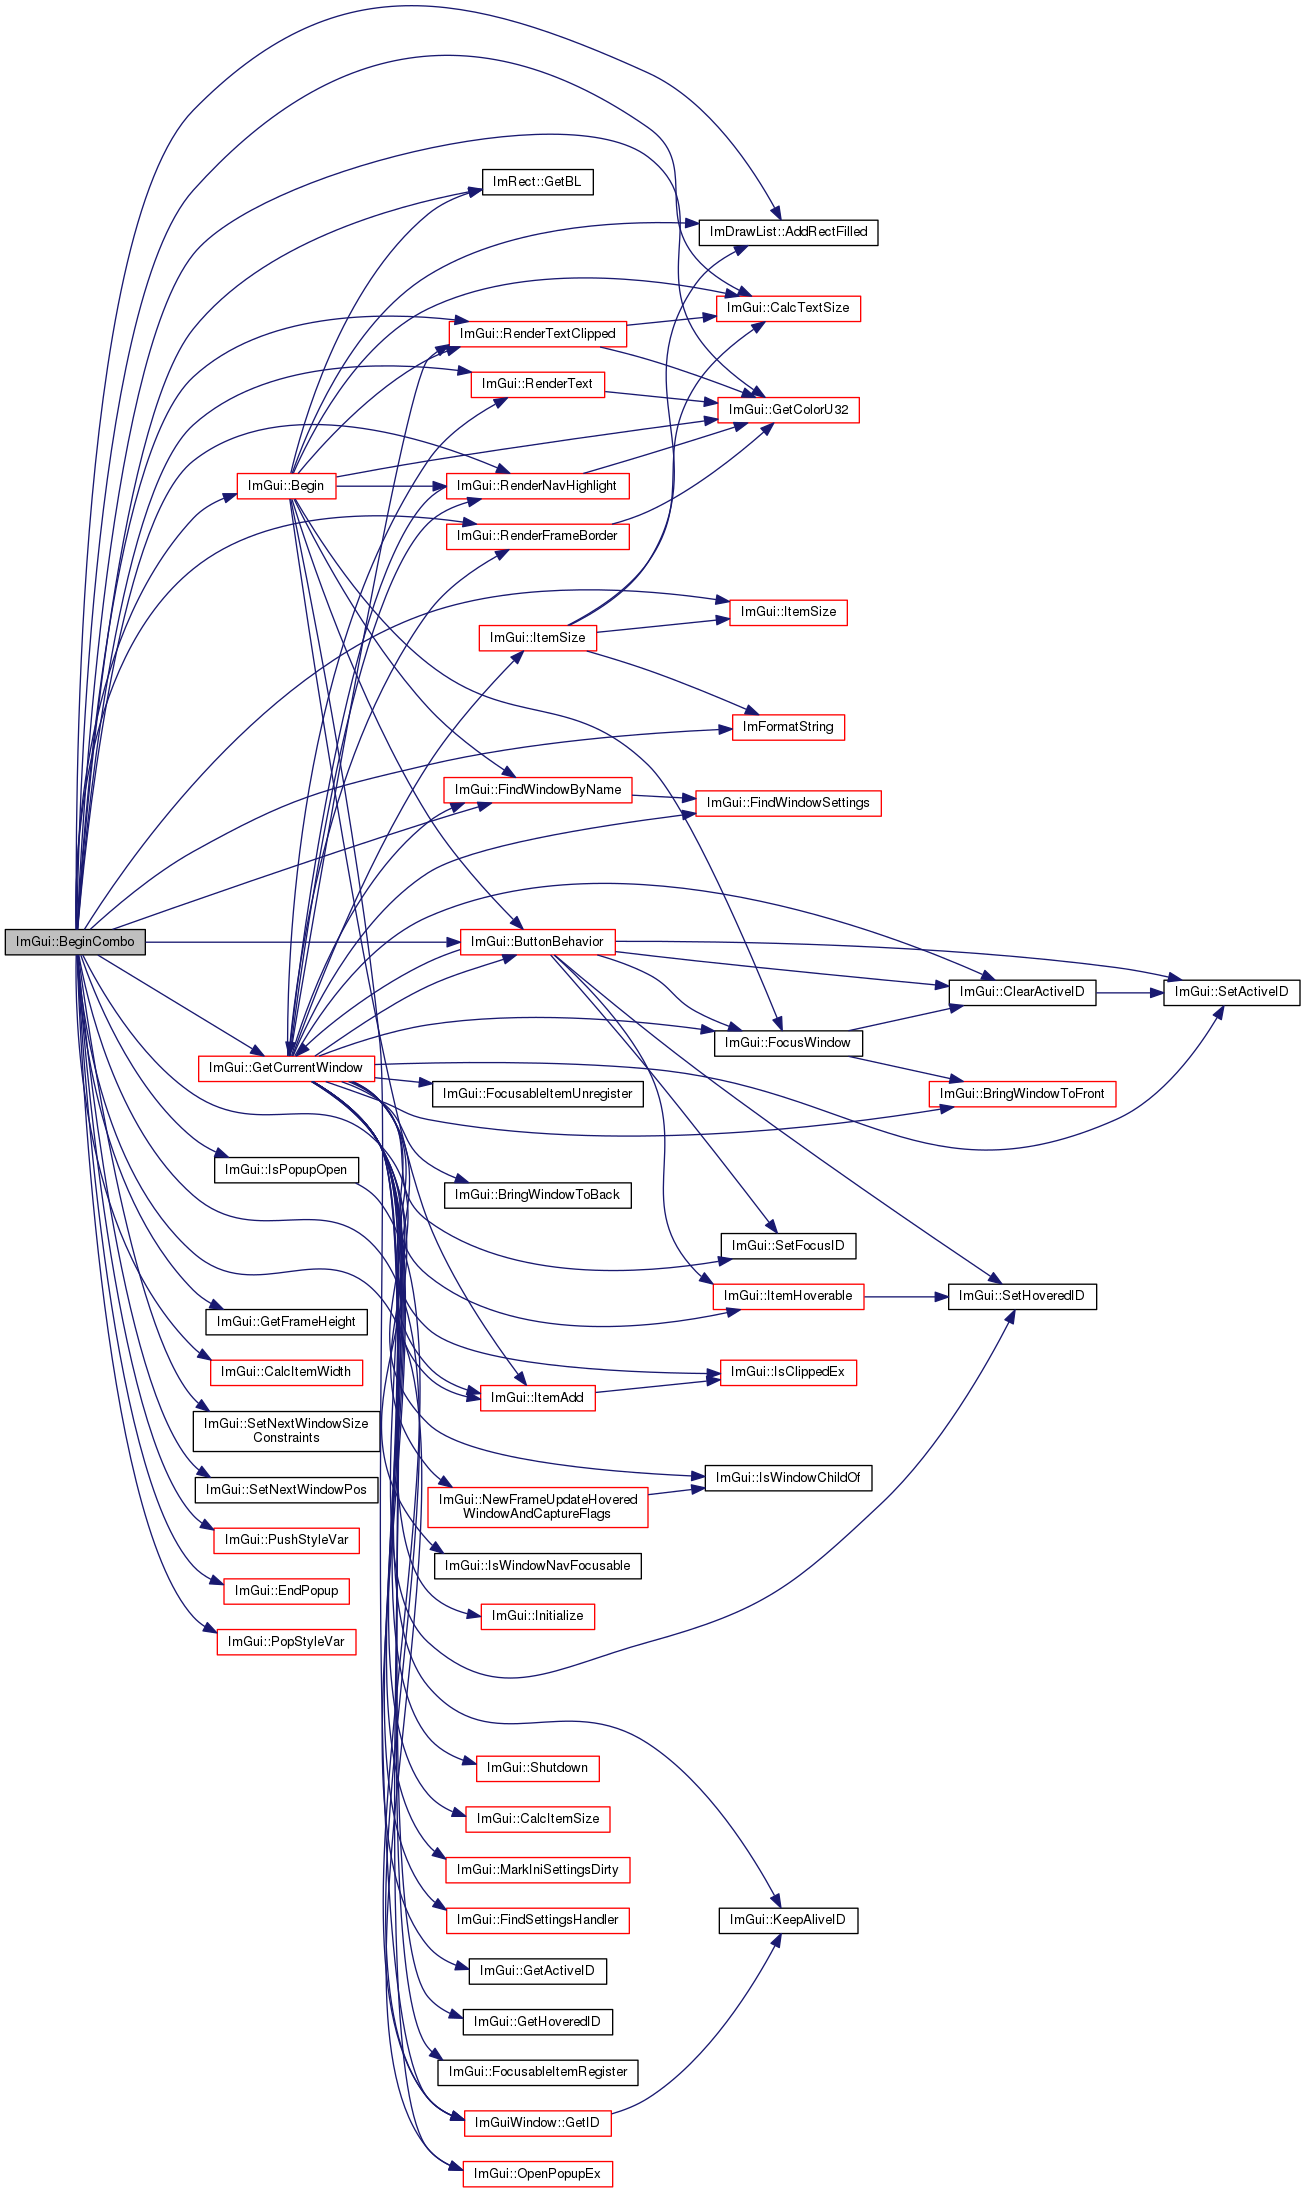 ImRect::GetBL
ImDrawList::AddRectFilled
ImGui::CalcTextSize
ImGui::RenderTextClipped
ImGui::RenderText
ImGui::GetColorU32
ImGui::Begin
ImGui::RenderNavHighlight
ImGui::RenderFrameBorder
ImGui::ItemSize
ImGui::ItemSize
ImFormatString
ImGui::FindWindowByName
ImGui::FindWindowSettings
ImGui::BeginCombo
ImGui::ButtonBehavior
ImGui::ClearActiveID
ImGui::SetActiveID
ImGui::FocusWindow
ImGui::GetCurrentWindow
ImGui::FocusableItemUnregister
ImGui::BringWindowToFront
ImGui::IsPopupOpen
ImGui::BringWindowToBack
ImGui::SetFocusID
ImGui::ItemHoverable
ImGui::SetHoveredID
ImGui::GetFrameHeight
ImGui::CalcItemWidth
ImGui::IsClippedEx
ImGui::ItemAdd
ImGui::SetNextWindowSize
Constraints
ImGui::IsWindowChildOf
ImGui::SetNextWindowPos
ImGui::NewFrameUpdateHovered
WindowAndCaptureFlags
ImGui::PushStyleVar
ImGui::IsWindowNavFocusable
ImGui::EndPopup
ImGui::Initialize
ImGui::PopStyleVar
ImGui::Shutdown
ImGui::CalcItemSize
ImGui::MarkIniSettingsDirty
ImGui::FindSettingsHandler
ImGui::KeepAliveID
ImGui::GetActiveID
ImGui::GetHoveredID
ImGui::FocusableItemRegister
ImGuiWindow::GetID
ImGui::OpenPopupEx